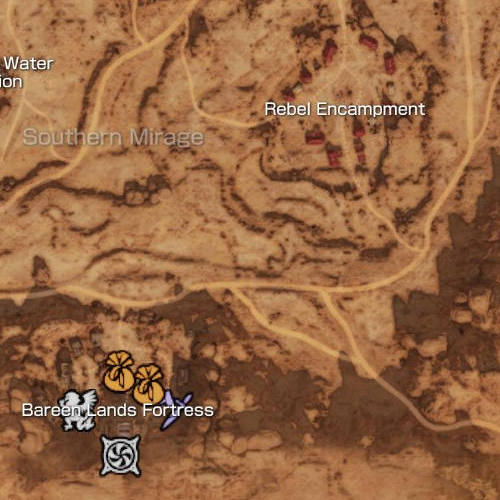 Water
ion
Rebel Encampment
Southern Mirage
Bareen Lands Fortress